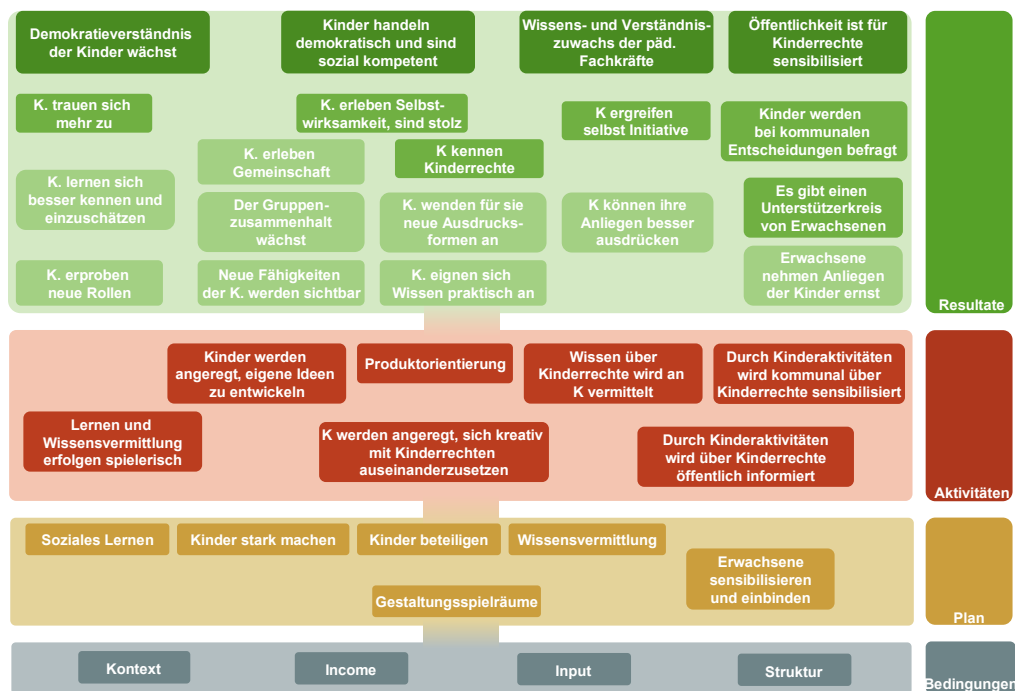 Demokratieverständnis
der Kinder wächst
Kinder handeln
demokratisch und sind
sozial kompetent
Wissens- und Verständnis-
zuwachs der päd.
Fachkräfte
Öffentlichkeit ist für
Kinderrechte
sensibilisiert
K. trauen sich
mehr zu
K. erleben Selbst-
wirksamkeit, sind stolz
K ergreifen
selbst Initiative
Kinder werden
bei kommunalen
Entscheidungen befragt
K. erleben
Gemeinschaft
K kennen
Kinderrechte
K. lernen sich
besser kennen und
einzuschätzen
Der Gruppen-
zusammenhalt
wächst
K. wenden für sie
neue Ausdrucks-
formen an
K können ihre
Anliegen besser
ausdrücken
Es gibt einen
Unterstützerkreis
von Erwachsenen
K. erproben
neue Rollen
Neue Fähigkeiten
der K. werden sichtbar
K. eignen sich
Wissen praktisch an
Erwachsene
nehmen Anliegen
der Kinder ernst
Resultate
Kinder werden
angeregt, eigene Ideen
zu entwickeln
Produktorientierung
Wissen über
Kinderrechte wird an
K vermittelt
Durch Kinderaktivitäten
wird kommunal über
Kinderrechte sensibilisiert
Lernen und
Wissensvermittlung
erfolgen spielerisch
K werden angeregt, sich kreativ
mit Kinderrechten
auseinanderzusetzen
Durch Kinderaktivitäten
wird über Kinderrechte
öffentlich informiert
Aktivitäten
Soziales Lernen
Kinder stark machen
Kinder beteiligen
Wissensvermittlung
Erwachsene
sensibilisieren
und einbinden
Gestaltungsspielräume
Plan
Kontext
Income
Input
Struktur
Bedingungen